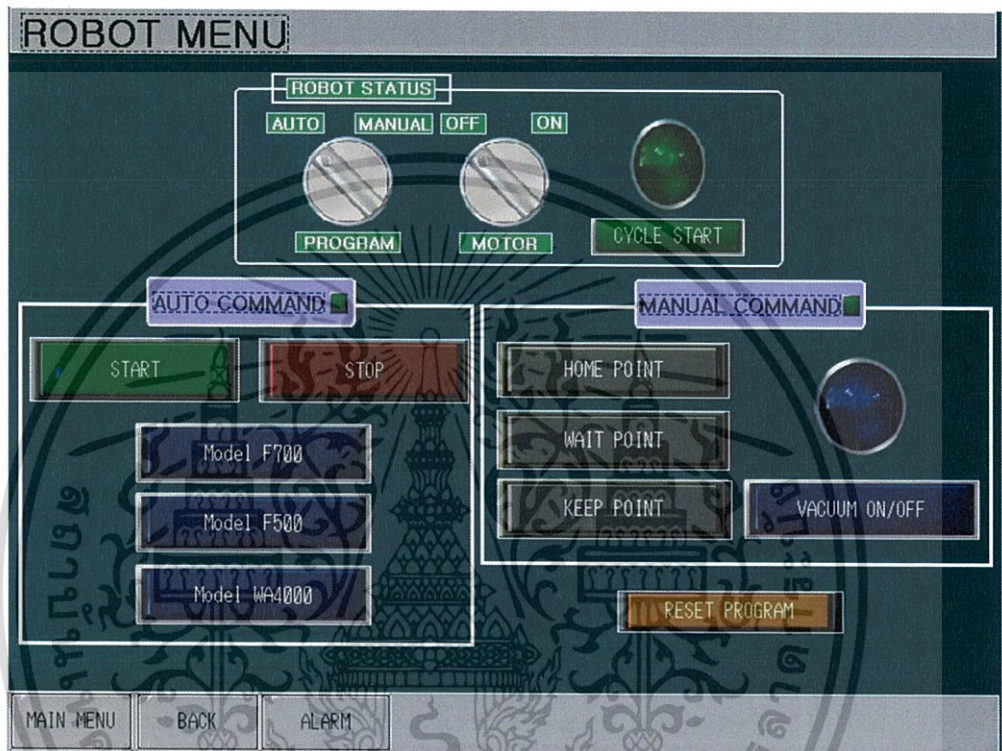 ROBOT MENU
ROBOT STATUS
AUTO MANUAL OFF ON
PROGRAM MOTOR CYCLE START
AUTO COMMAND
START STOP
Model F700
Model F500
Model WA4000
MANUAL COMMAND
HOME POINT
WAIT POINT
KEEP POINT VACUUM ON/OFF
RESET PROGRAM
MAIN MENU BACK ALARM